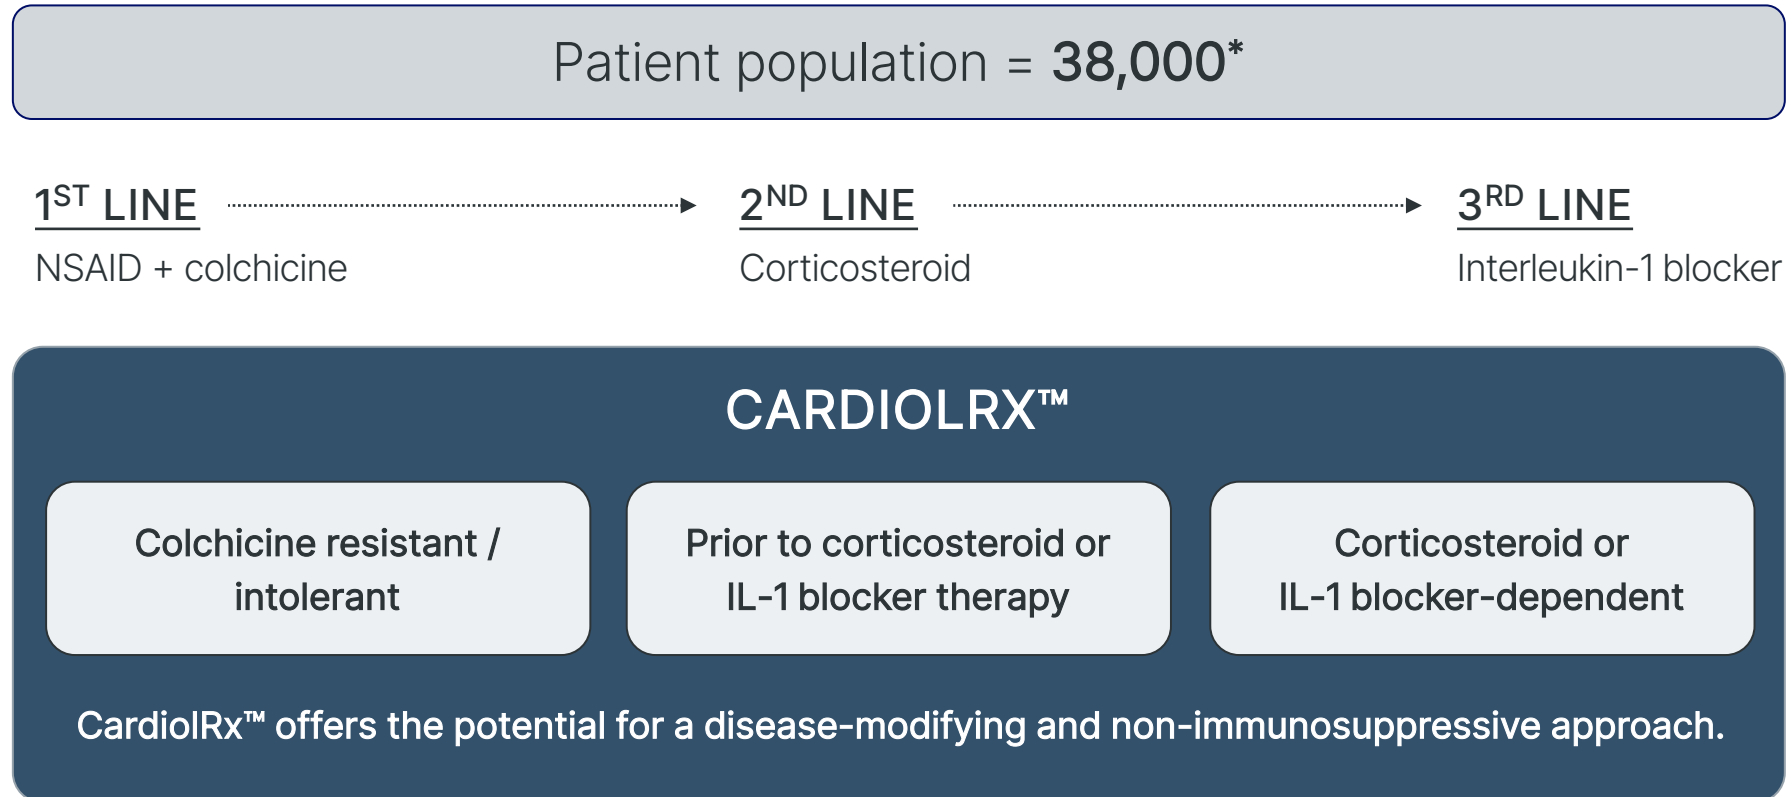 Patient population = 38,000*
1ST LINE
2ND LINE
3RD LINE
NSAID + colchicine
Corticosteroid
Interleukin-1 blocker
CARDIOLRX™
Colchicine resistant /
intolerant
Prior to corticosteroid or
IL-1 blocker therapy
Corticosteroid or
IL-1 blocker-dependent
CardiolRx™ offers the potential for a disease-modifying and non-immunosuppressive approach.